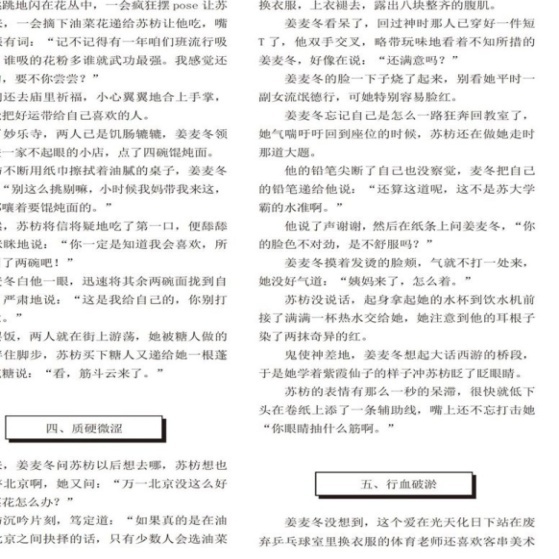 跳跳地闪在花丛中，一会疯狂摆 pose 让苏
，一会摘下油菜花递给苏枋让他吃，嘴
有词：“记不记得有一年咱们班流行吸
谁吸的花粉多谁就武功最强。我感觉还
，要不你尝尝？”
还去庙里祈福，小心翼翼地合上手掌，
把好运带给自己喜欢的人。
妙乐寺，两人已是饥肠辘辘，姜麦冬领
一家不起眼的小店，点了四碗馄炖面。
不断用纸巾擦拭着油腻的桌子，姜麦冬
“别这么挑剔嘛，小时候我妈带我来这，
嚷着要馄炖面的。”
，苏枋将信将疑地吃了第一口，便舔舔
眯地说：“你一定是知道我会喜欢，所
了两碗吧！”
冬白他一眼，迅速将其余两碗面拢到自
严肃地说：“这是我给自己的，你别打
。”
饭，两人就在街上游荡，她被糖人做的
住脚步，苏枋买下糖人又递给她一根蓬
糖说：“看，筋斗云来了。”
四、质硬微涩
，姜麦冬问苏枋以后想去哪，苏枋想也
北京啊，她又问：“万一北京没这么好
花怎么办？”
沉吟片刻，笃定道：“如果真的是在油
京之间抉择的话，只有少数人会选油菜
换衣服，上衣褪去，露出八块整齐的腹肌。
姜麦冬看呆了，回过神时那人已穿好一件短
T 了，他双手交叉，略带玩味地看着不知所措的
姜麦冬，好像在说：“还满意吗？”
姜麦冬的脸一下子烧了起来，别看她平时一
副女流氓德行，可她特别容易脸红。
姜麦冬忘记自己是怎么一路狂奔回教室了，
她气喘吁吁回到座位的时候，苏枋还在做她走时
那道大题。
他的铅笔尖断了自己也没察觉，麦冬把自己
的铅笔递给他说：“还算这道呢，这不是苏大学
霸的水准啊。”
他说了声谢谢，然后在纸条上问姜麦冬，“你
的脸色不对劲，是不舒服吗？”
姜麦冬摸着发烫的脸颊，气就不打一处来，
她没好气道：“姨妈来了，怎么着。”
苏枋没说话，起身拿起她的水杯到饮水机前
接了满满一杯热水交给她，她注意到他的耳根子
染了两抹奇异的红。
鬼使神差地，姜麦冬想起大话西游的桥段，
于是她学着紫霞仙子的样子冲苏枋眨了眨眼睛。
苏枋的表情有那么一秒的呆滞，很快就低下
头在卷纸上添了一条辅助线，嘴上还不忘打击她
“你眼睛抽什么筋啊。”
五、行血破淤
姜麦冬没想到，这个爱在光天化日下站在废
弃乒乓球室里换衣服的体育老师还喜欢客串美术